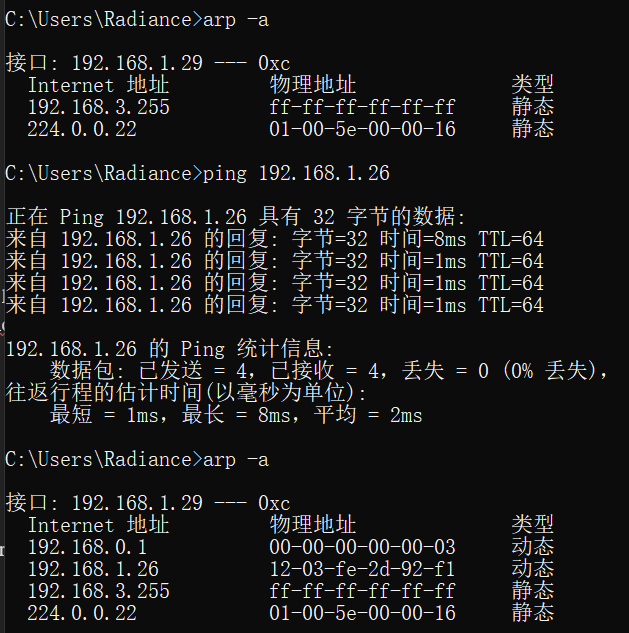 C:\Users\Radiance>arp -a
接口: 192.168.1.29 --- 0xc
Internet 地址 物理地址 类型
192.168.3.255 ff-ff-ff-ff-ff-ff 静态
224.0.0.22 01-00-5e-00-00-16 静态
C:\Users\Radiance>ping 192.168.1.26
正在 Ping 192.168.1.26 具有 32 字节的数据:
来自 192.168.1.26 的回复: 字节=32 时间=8ms TTL=64
来自 192.168.1.26 的回复: 字节=32 时间=1ms TTL=64
来自 192.168.1.26 的回复: 字节=32 时间=1ms TTL=64
来自 192.168.1.26 的回复: 字节=32 时间=1ms TTL=64
192.168.1.26 的 Ping 统计信息:
数据包: 已发送 = 4，已接收 = 4，丢失 = 0 (0% 丢失)，
往返行程的估计时间(以毫秒为单位):
最短 = 1ms，最长 = 8ms，平均 = 2ms
C:\Users\Radiance>arp -a
接口: 192.168.1.29 --- 0xc
Internet 地址 物理地址 类型
192.168.0.1 00-00-00-00-00-03 动态
192.168.1.26 12-03-fe-2d-92-f1 动态
192.168.3.255 ff-ff-ff-ff-ff-ff 静态
224.0.0.22 01-00-5e-00-00-16 静态